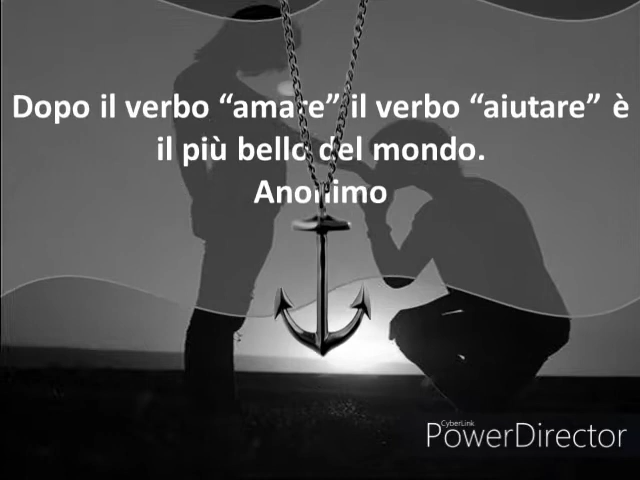 Dopo il verbo “amare” il verbo “aiutare” è
il più bello del mondo.
Anonimo
CyberLink
PowerDirector